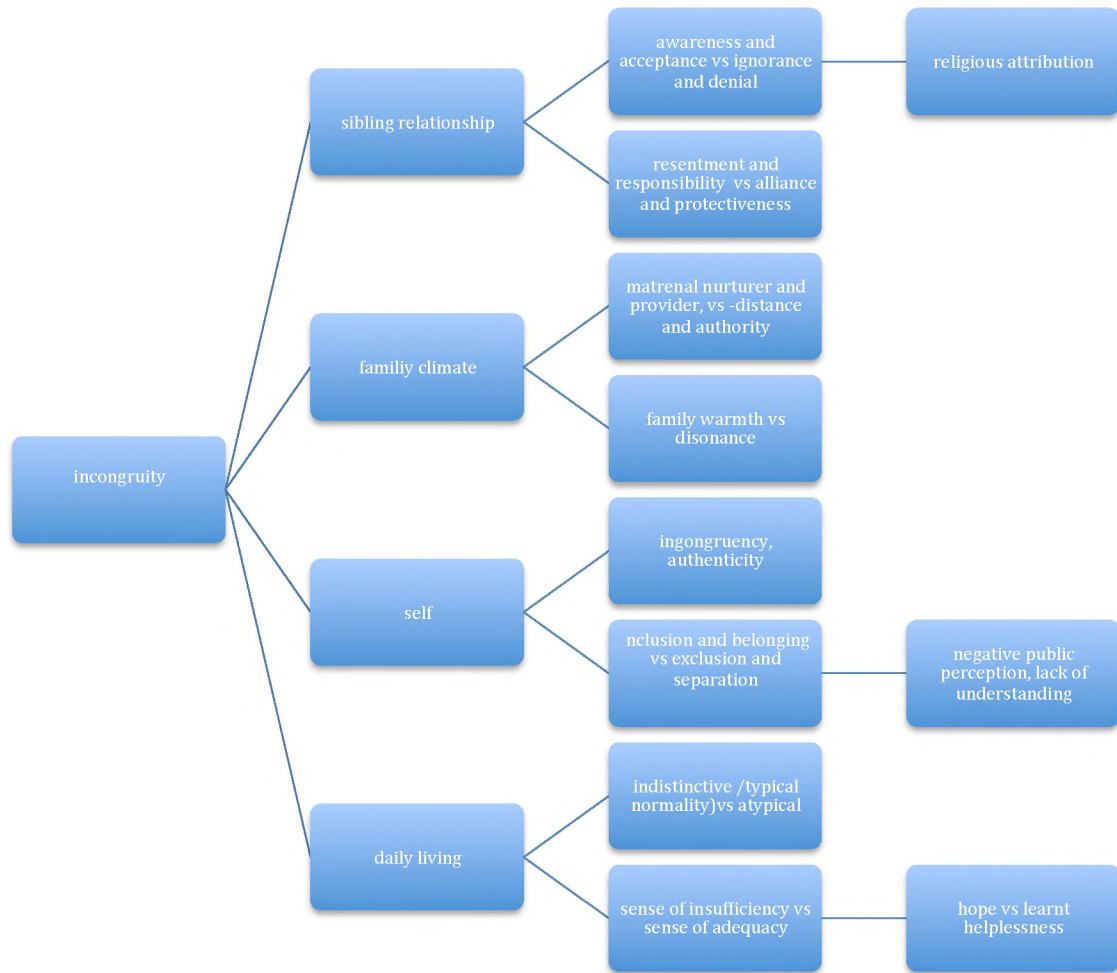 awareness and
acceptance vs ignorance
and denial
religious attribution
sibling relationship
resentment and
responsibility vs alliance
and protectiveness
matrenal nurturer and
provider, vs -distance
and authority
familiy climate
family warmth vs
disonance
incongruity
ingongruency,
authenticity
self
nclusion and belonging
vs exclusion and
separation
negative public
perception, lack of
understanding
indistinctive /typical
normality)vs atypical
daily living
sense of insufficiency vs
sense of adequacy
hope vs learnt
helplessness